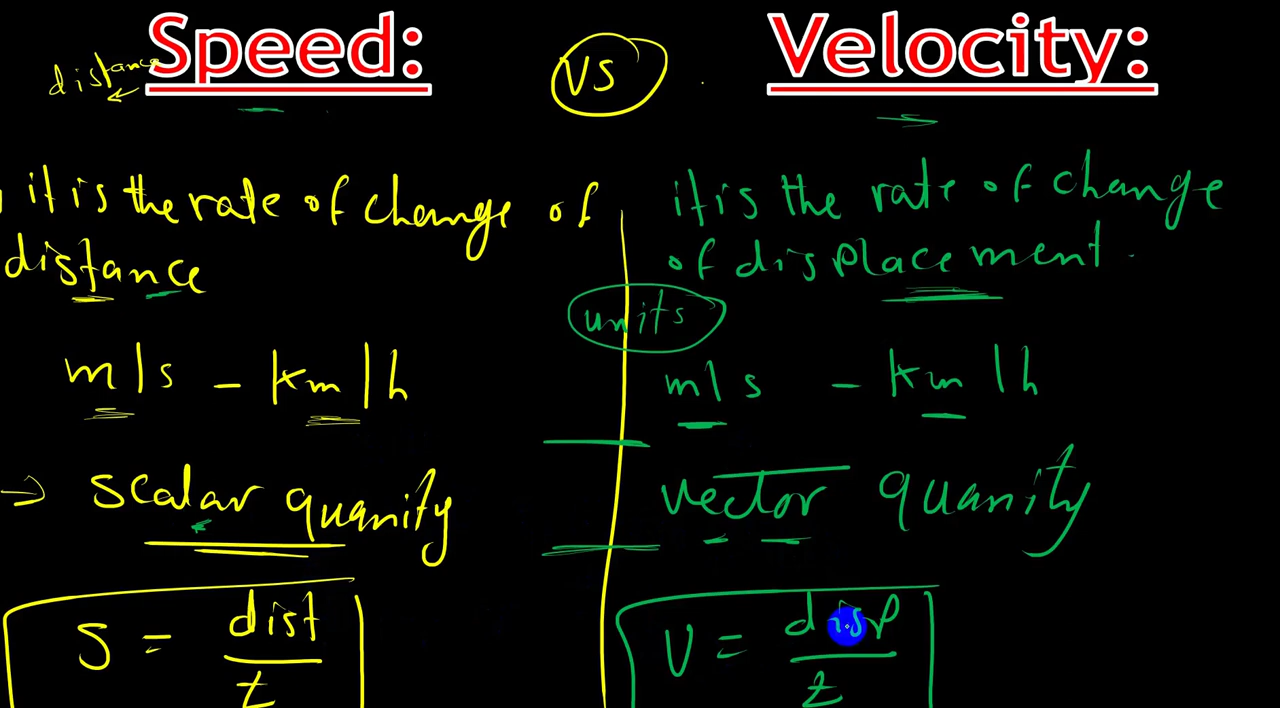 Speed:
vs
Velocity:
distance
it is the rate of change of
distance
it is the rate of change
of displacement.
units
m/s - km/h
m/s - km/h
→ scalar quanity
vector quanity
S = dist
t
V = disp
t